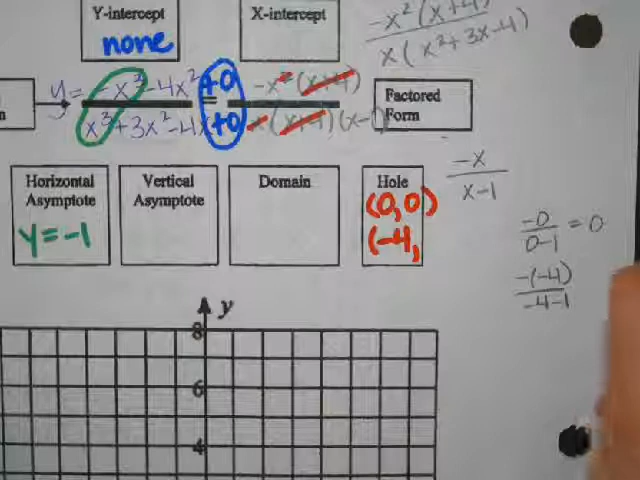 Y-intercept
none
X-intercept
-x²(x+4)
x(x²+3x-4)
y= -x³-4x² +0 = -x²(x+4)
x³+3x²-4x+0 x(x+4)(x-1)
Factored
Form
-x
x-1
Horizontal
Asymptote
y=-1
Vertical
Asymptote
Domain
Hole
(0,0)
(-4,
-0
0-1 =0
-(-4)
-4-1
y
8
6
4